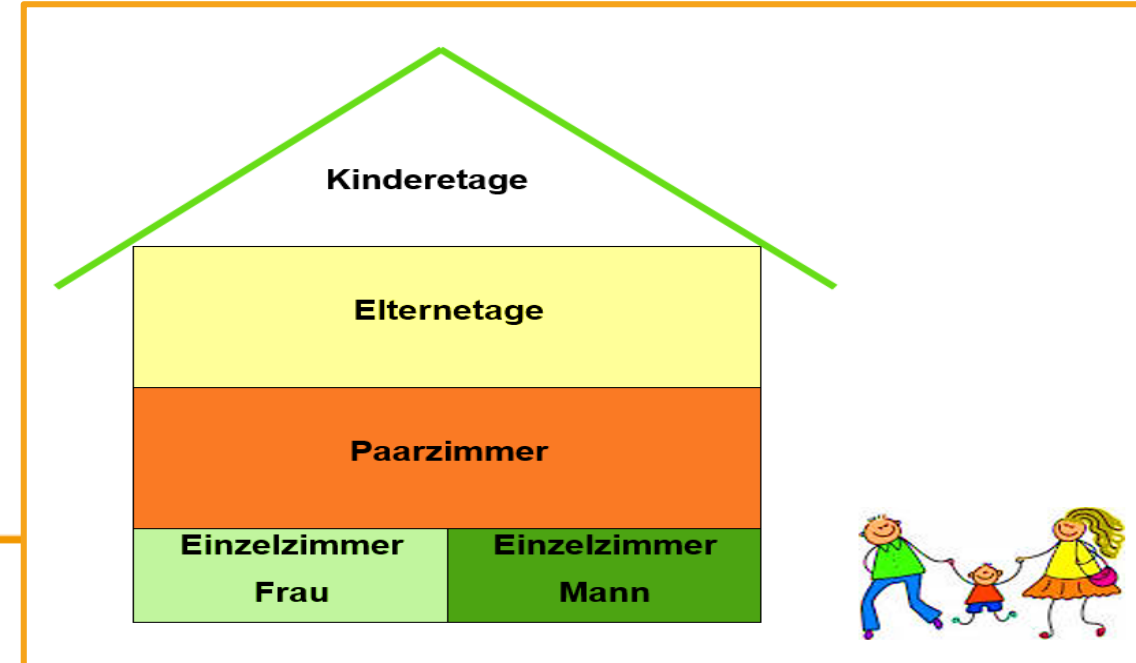 Kinderetage
Elternetage
Paarzimmer
Einzelzimmer Einzelzimmer
Frau Mann